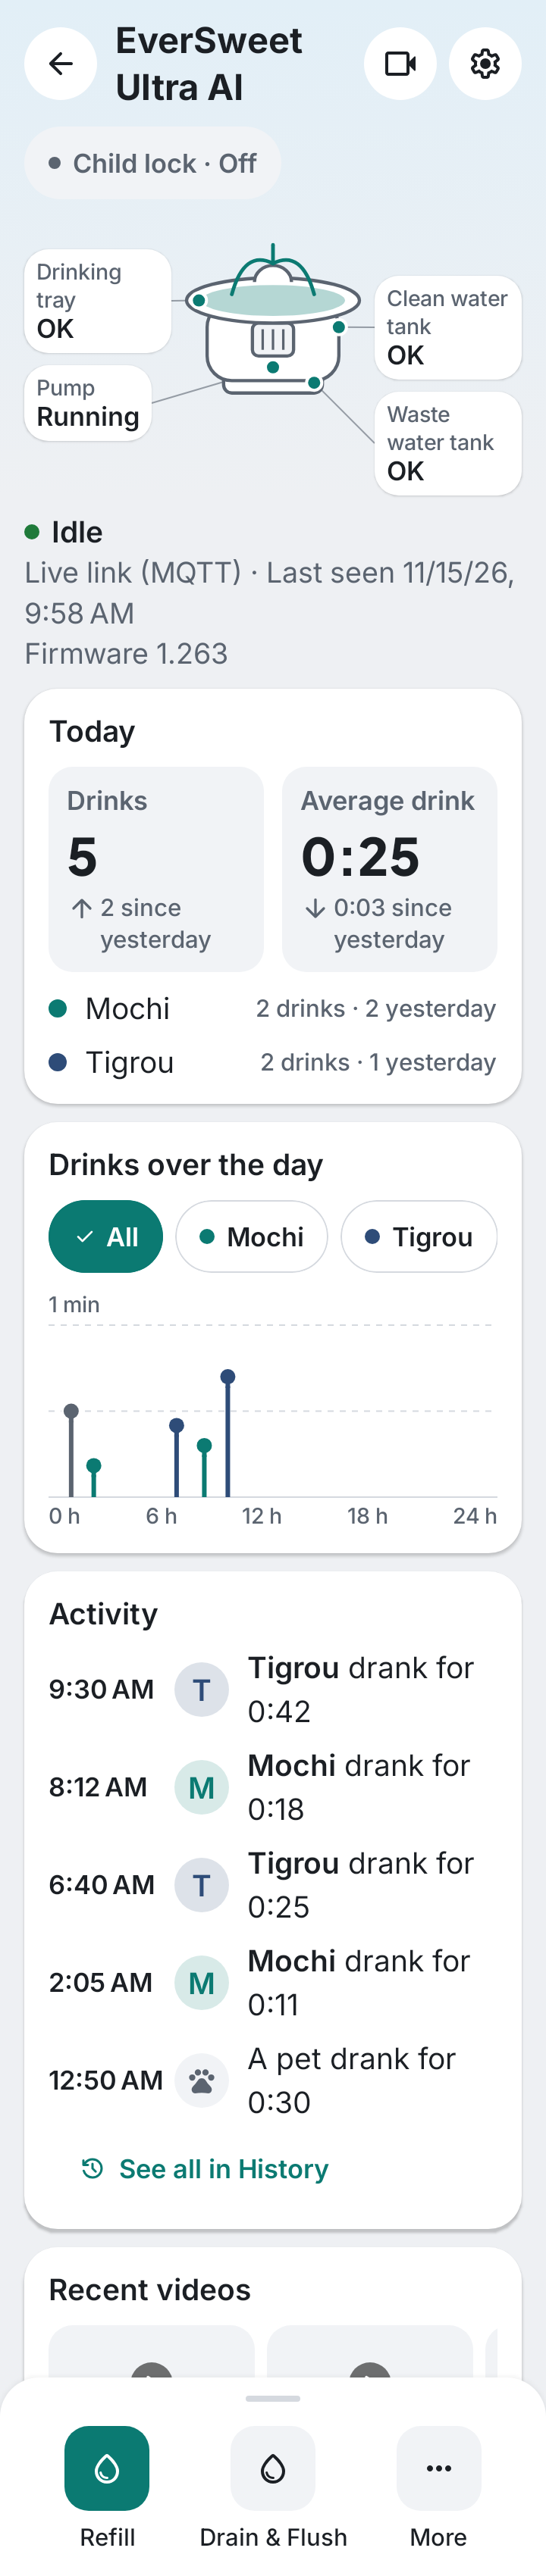 EverSweet
Ultra AI
Child lock · Off
Drinking
tray
OK
Clean water
tank
OK
Pump
Running
Waste
water tank
OK
Idle
Live link (MQTT) · Last seen 11/15/26,
9:58 AM
Firmware 1.263
Today
Drinks
5
↑ 2 since
yesterday
Average drink
0:25
↓ 0:03 since
yesterday
Mochi 2 drinks · 2 yesterday
Tigrou 2 drinks · 1 yesterday
Drinks over the day
All Mochi Tigrou
1 min
0 h 6 h 12 h 18 h 24 h
Activity
9:30 AM T Tigrou drank for
0:42
8:12 AM M Mochi drank for
0:18
6:40 AM T Tigrou drank for
0:25
2:05 AM M Mochi drank for
0:11
12:50 AM A pet drank for
0:30
See all in History
Recent videos
Refill Drain & Flush More